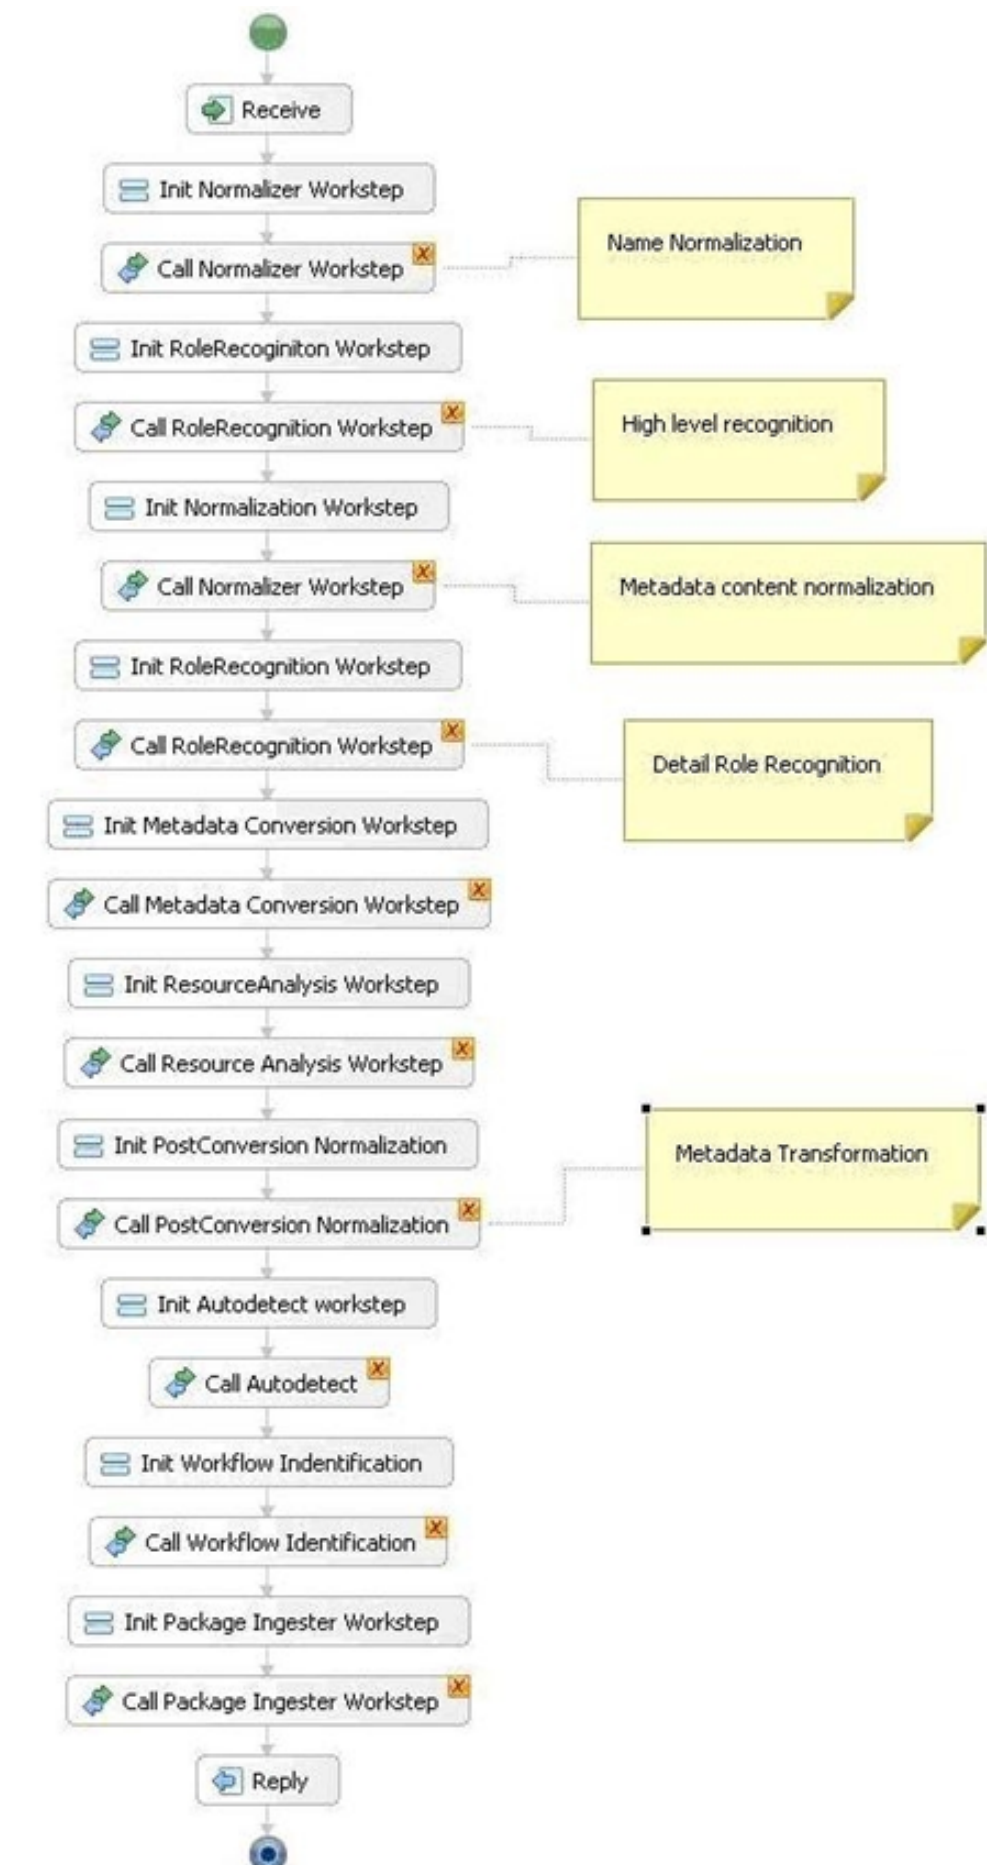 Receive
Init Normalizer Workstep
Name Normalization
Call Normalizer Workstep
Init RoleRecoginiton Workstep
High level recognition
Call RoleRecognition Workstep
Init Normalization Workstep
Call Normalizer Workstep
Metadata content normalization
Init RoleRecognition Workstep
Call RoleRecognition Workstep
Detail Role Recognition
Init Metadata Conversion Workstep
Call Metadata Conversion Workstep
Init ResourceAnalysis Workstep
Call Resource Analysis Workstep
Init PostConversion Normalization
Metadata Transformation
Call PostConversion Normalization
Init Autodetect workstep
Call Autodetect
Init Workflow Indentification
Call Workflow Identification
Init Package Ingester Workstep
Call Package Ingester Workstep
Reply